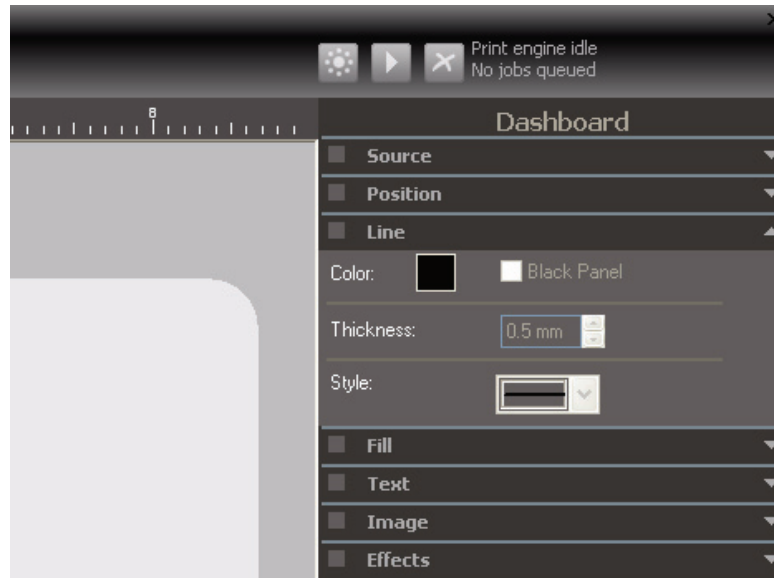 Print engine idle
No jobs queued
8
Dashboard
Source
Position
Line
Color:
Black Panel
Thickness:
0.5 mm
Style:
Fill
Text
Image
Effects